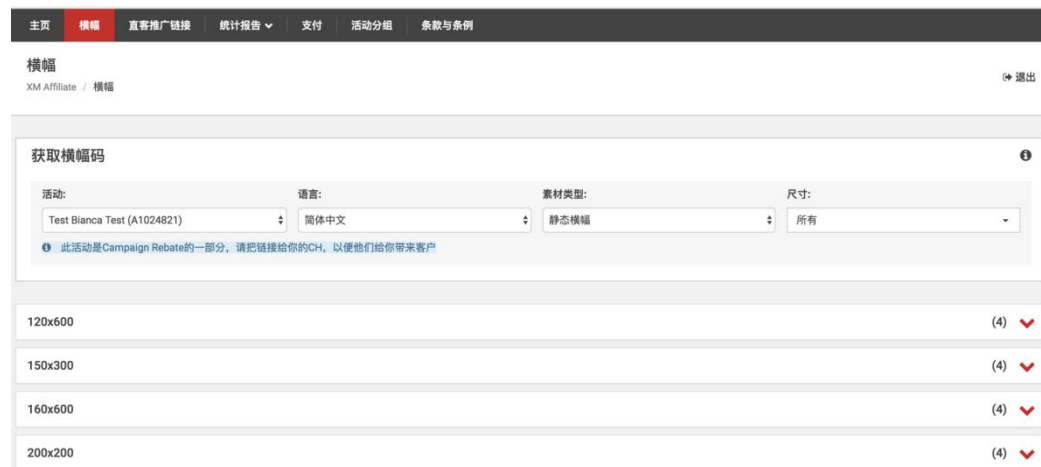 主页 横幅 直客推广链接 统计报告 支付 活动分组 条款与条例
横幅
XM Affiliate / 横幅
退出
获取横幅码
活动: 语言: 素材类型: 尺寸:
Test Bianca Test (A1024821) 简体中文 静态横幅 所有
此活动是Campaign Rebate的一部分，请把链接给你的CH，以便他们给你带来客户
120x600 (4)
150x300 (4)
160x600 (4)
200x200 (4)